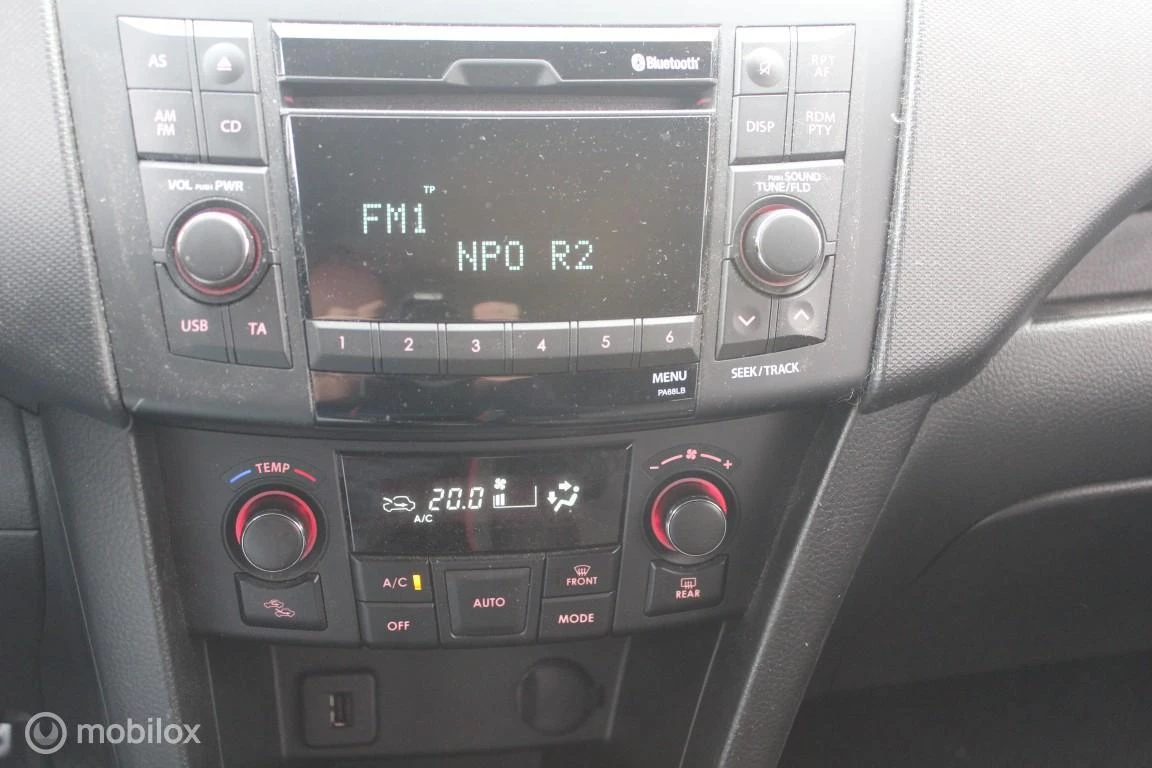 AS
Bluetooth
RPT
AF
AM
FM
CD
DISP
RDM
PTY
VOL PUSH PWR
PUSH SOUND
TUNE/FLD
TP
FM1
NPO R2
USB
TA
1 2 3 4 5 6
MENU
PA66LB
SEEK/TRACK
TEMP
- +
20.0
A/C
A/C
AUTO
FRONT
OFF
MODE
REAR
mobilox